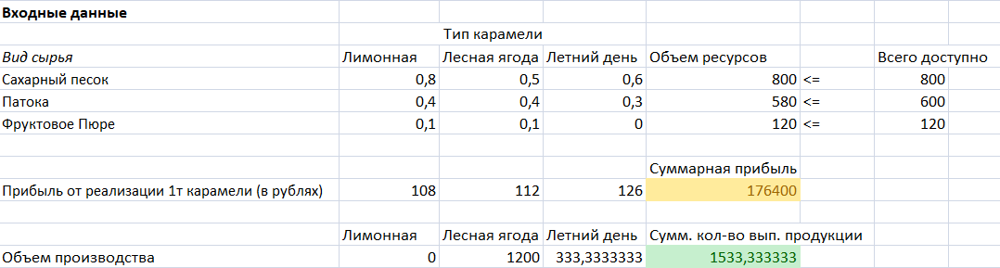 Входные данные
Тип карамели
Вид сырья Лимонная Лесная ягода Летний день Объем ресурсов Всего доступно
Сахарный песок 0,8 0,5 0,6 800 <= 800
Патока 0,4 0,4 0,3 580 <= 600
Фруктовое Пюре 0,1 0,1 0 120 <= 120
Суммарная прибыль
Прибыль от реализации 1т карамели (в рублях) 108 112 126 176400
Лимонная Лесная ягода Летний день Сумм. кол-во вып. продукции
Объем производства 0 1200 333,3333333 1533,333333